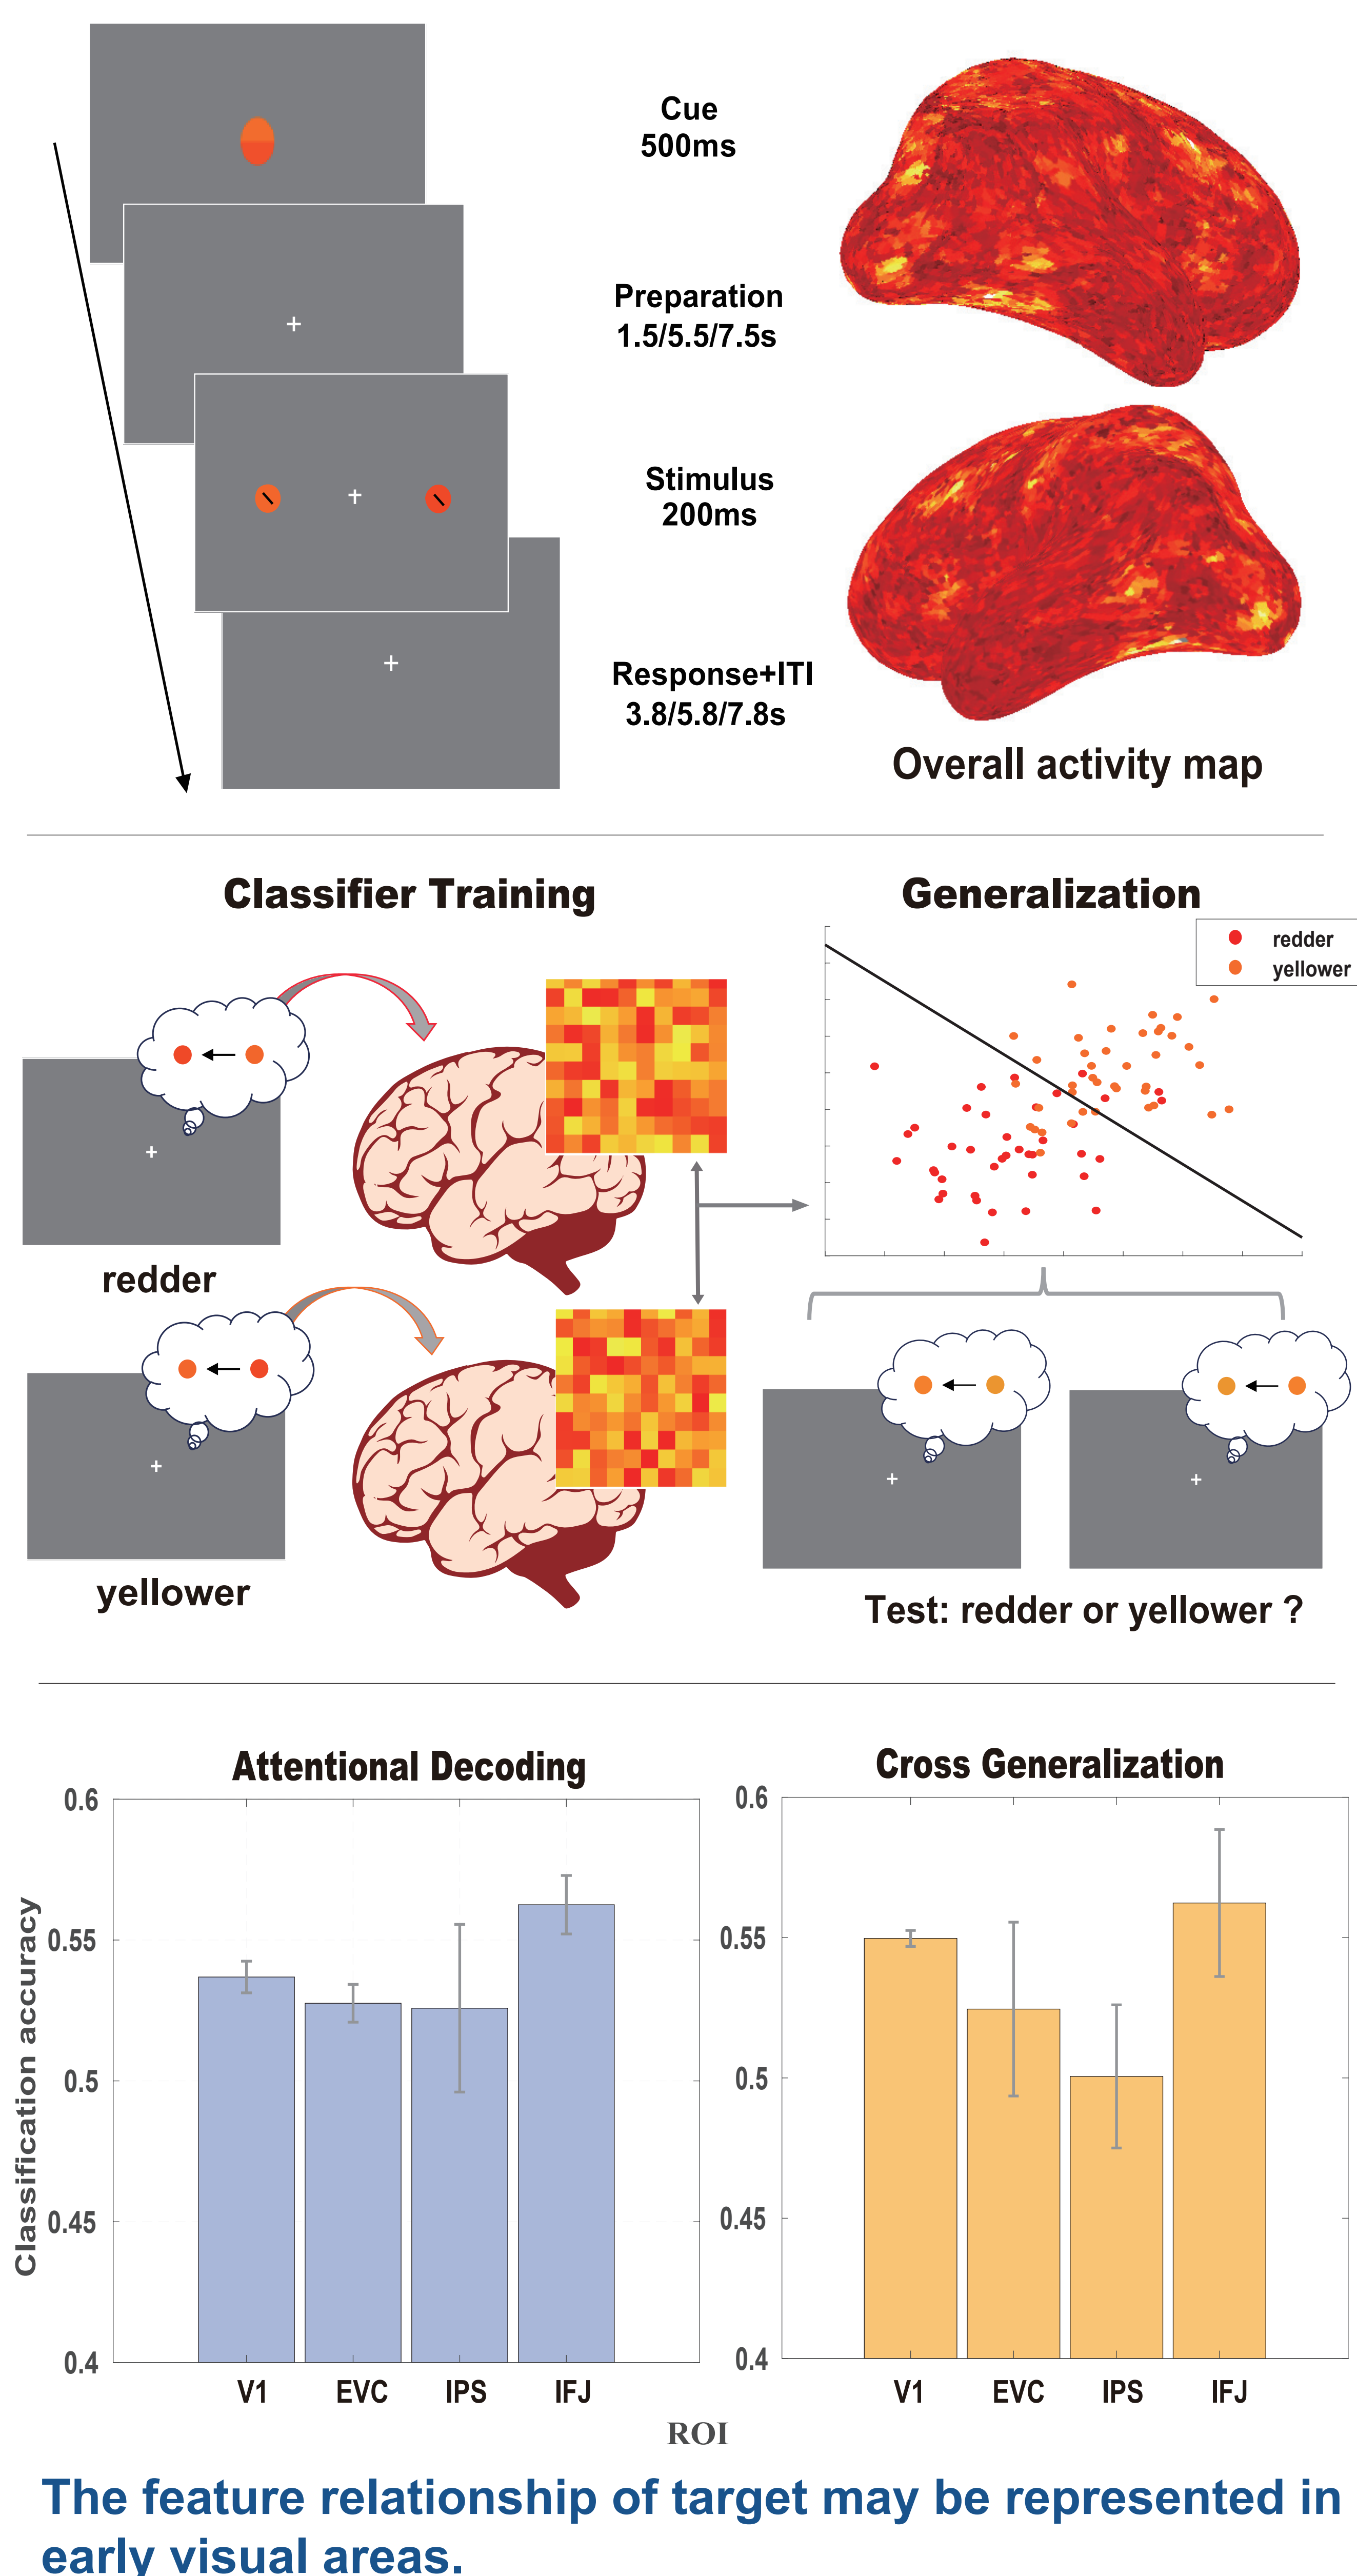 Cue
500ms
Preparation
1.5/5.5/7.5s
Stimulus
200ms
Response+ITI
3.8/5.8/7.8s
Overall activity map
Classifier Training
redder
yellower
Generalization
redder
yellower
Test: redder or yellower ?
Attentional Decoding
Classification accuracy
0.6
0.55
0.5
0.45
0.4
V1 EVC IPS IFJ
Cross Generalization
0.6
0.55
0.5
0.45
0.4
V1 EVC IPS IFJ
ROI
The feature relationship of target may be represented in
early visual areas.